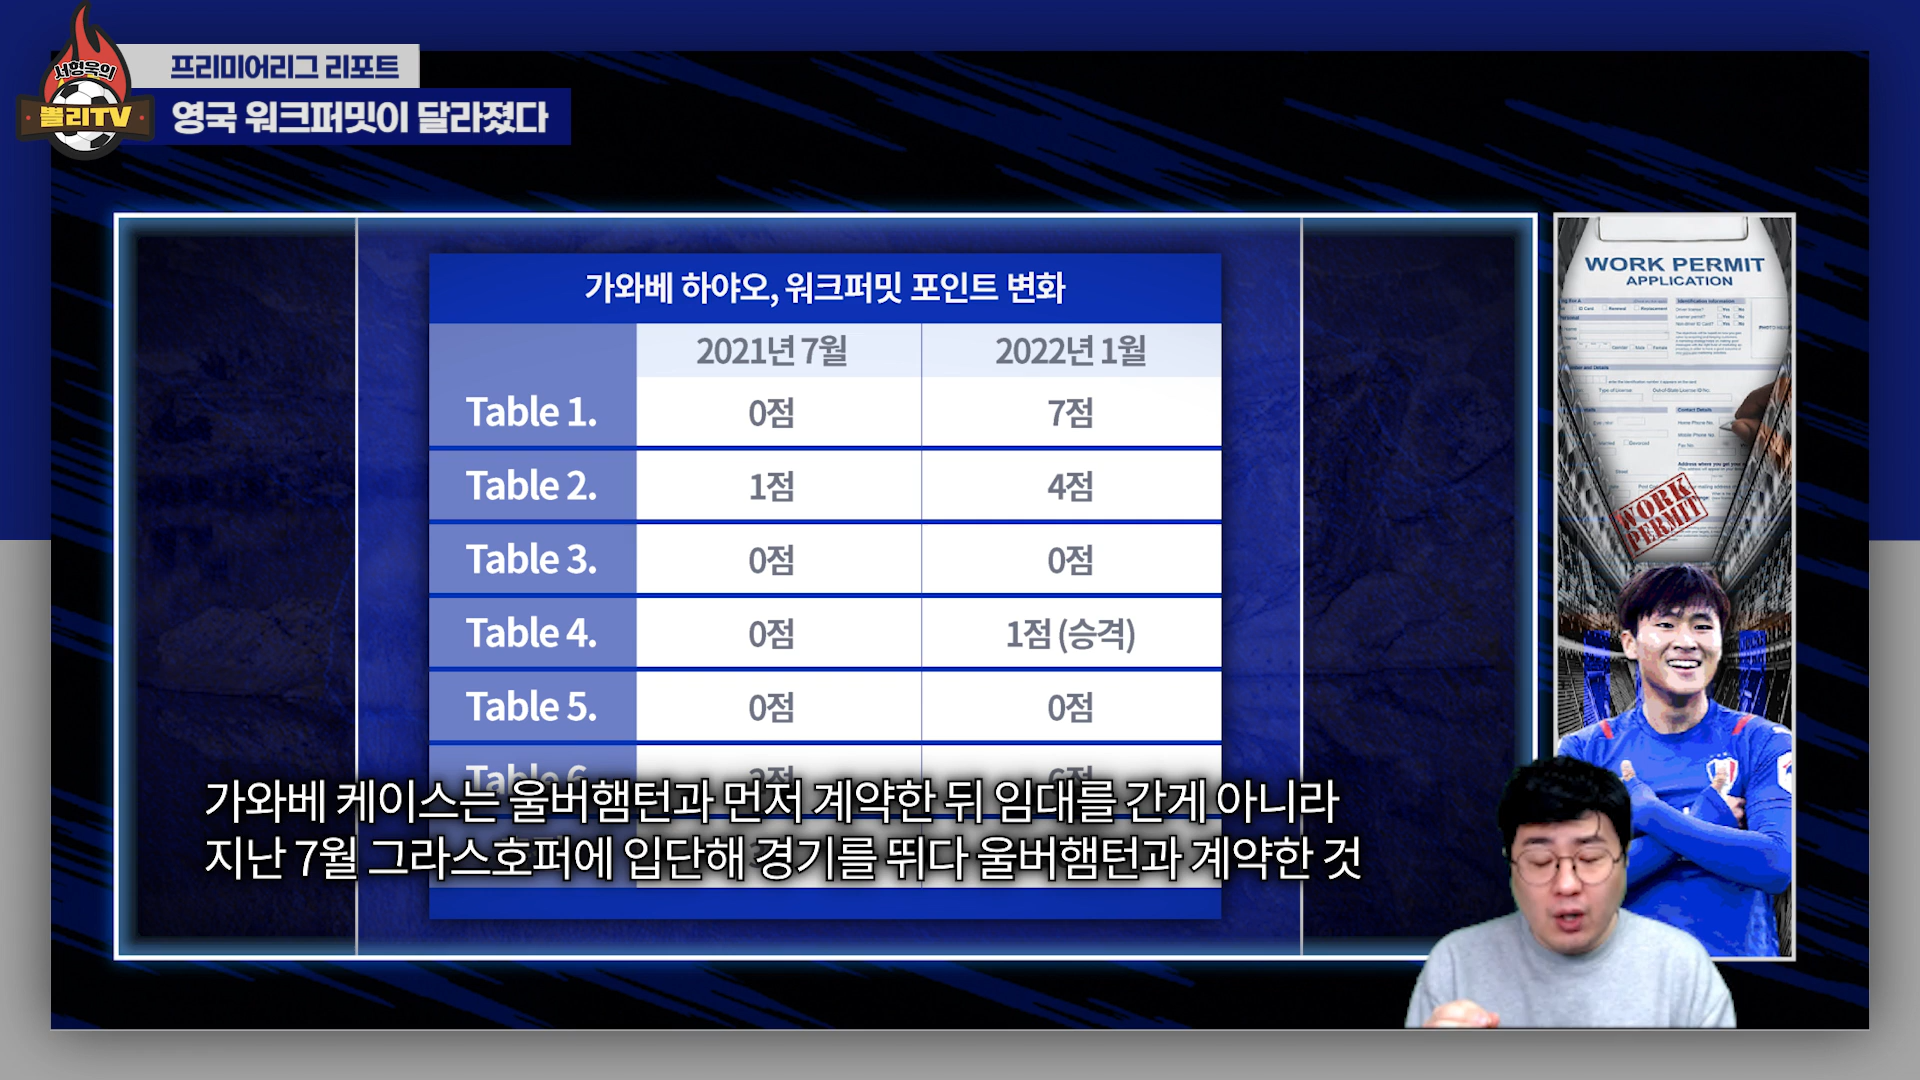 서형욱의
뽈리TV
프리미어리그 리포트
영국 워크퍼밋이 달라졌다
가와베 하야오, 워크퍼밋 포인트 변화
2021년 7월 2022년 1월
Table 1. 0점 7점
Table 2. 1점 4점
Table 3. 0점 0점
Table 4. 0점 1점 (승격)
Table 5. 0점 0점
Table 6.
가와베 케이스는 울버햄턴과 먼저 계약한 뒤 임대를 간게 아니라
지난 7월 그라스호퍼에 입단해 경기를 뛰다 울버햄턴과 계약한 것
WORK PERMIT
APPLICATION
WORK
PERMIT